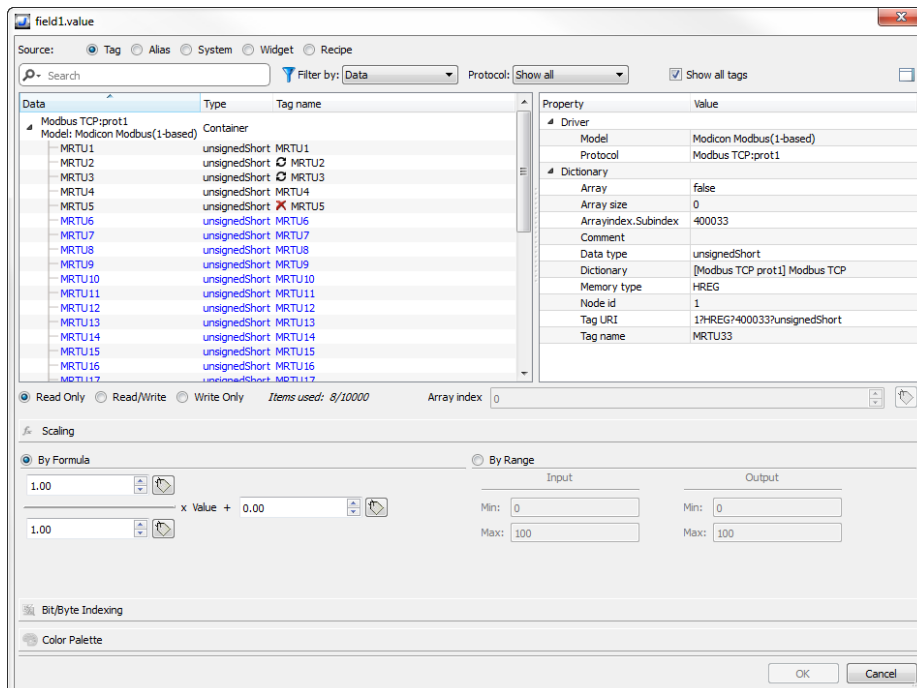 field1.value
Source: Tag Alias System Widget Recipe
Search Filter by: Data Protocol: Show all Show all tags
Data Type Tag name
Modbus TCP:prot1
Model: Modicon Modbus(1-based) Container
MRTU1 unsignedShort MRTU1
MRTU2 unsignedShort MRTU2
MRTU3 unsignedShort MRTU3
MRTU4 unsignedShort MRTU4
MRTU5 unsignedShort MRTU5
MRTU6 unsignedShort MRTU6
MRTU7 unsignedShort MRTU7
MRTU8 unsignedShort MRTU8
MRTU9 unsignedShort MRTU9
MRTU10 unsignedShort MRTU10
MRTU11 unsignedShort MRTU11
MRTU12 unsignedShort MRTU12
MRTU13 unsignedShort MRTU13
MRTU14 unsignedShort MRTU14
MRTU15 unsignedShort MRTU15
MRTU16 unsignedShort MRTU16
MRTU17 unsignedShort MRTU17
Property Value
Driver
Model Modicon Modbus(1-based)
Protocol Modbus TCP:prot1
Dictionary
Array false
Array size 0
Arrayindex.Subindex 400033
Comment
Data type unsignedShort
Dictionary [Modbus TCP prot1] Modbus TCP
Memory type HREG
Node id 1
Tag URI 1?HREG?400033?unsignedShort
Tag name MRTU33
Read Only Read/Write Write Only Items used: 8/10000 Array index 0
fx Scaling
By Formula
1.00
x Value + 0.00
1.00
By Range
Input Output
Min: 0 Min: 0
Max: 100 Max: 100
Bit/Byte Indexing
Color Palette
OK Cancel